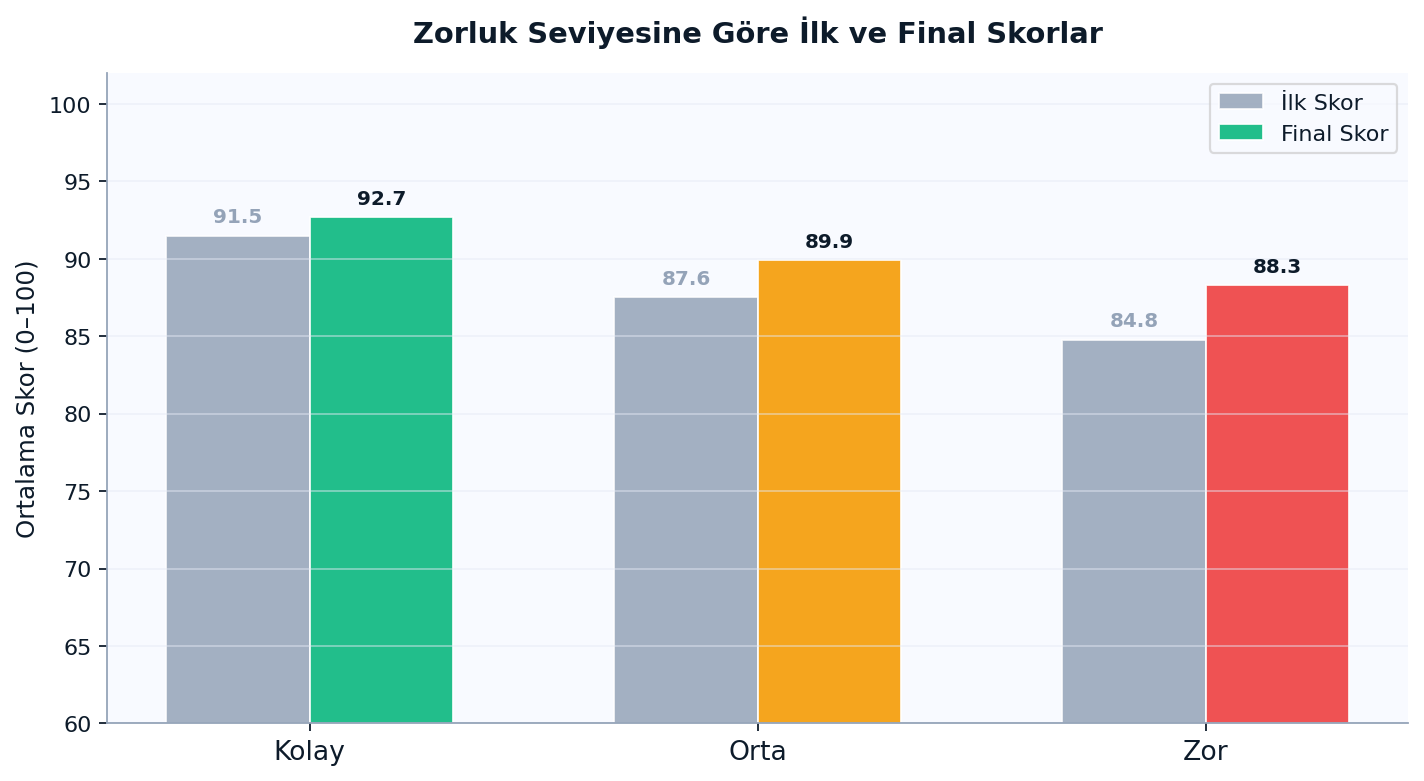 Zorluk Seviyesine Göre İlk ve Final Skorlar
Ortalama Skor (0–100)
100
95
90
85
80
75
70
65
60
İlk Skor
Final Skor
91.5
92.7
87.6
89.9
84.8
88.3
Kolay
Orta
Zor